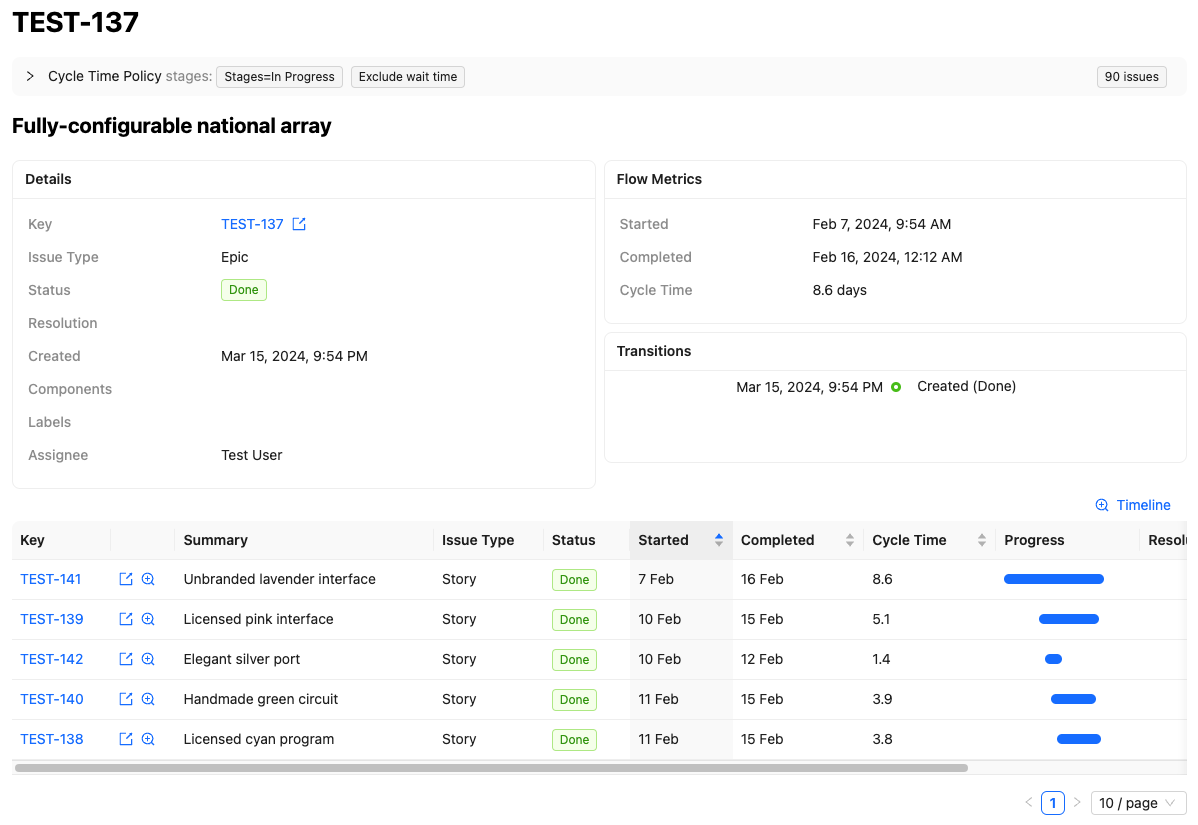 TEST-137
Cycle Time Policy stages: Stages=In Progress Exclude wait time 90 issues
Fully-configurable national array
Details
Key TEST-137
Issue Type Epic
Status Done
Resolution
Created Mar 15, 2024, 9:54 PM
Components
Labels
Assignee Test User
Flow Metrics
Started Feb 7, 2024, 9:54 AM
Completed Feb 16, 2024, 12:12 AM
Cycle Time 8.6 days
Transitions
Mar 15, 2024, 9:54 PM Created (Done)
Timeline
Key Summary Issue Type Status Started Completed Cycle Time Progress Resolu
TEST-141 Unbranded lavender interface Story Done 7 Feb 16 Feb 8.6
TEST-139 Licensed pink interface Story Done 10 Feb 15 Feb 5.1
TEST-142 Elegant silver port Story Done 10 Feb 12 Feb 1.4
TEST-140 Handmade green circuit Story Done 11 Feb 15 Feb 3.9
TEST-138 Licensed cyan program Story Done 11 Feb 15 Feb 3.8
1 10 / page